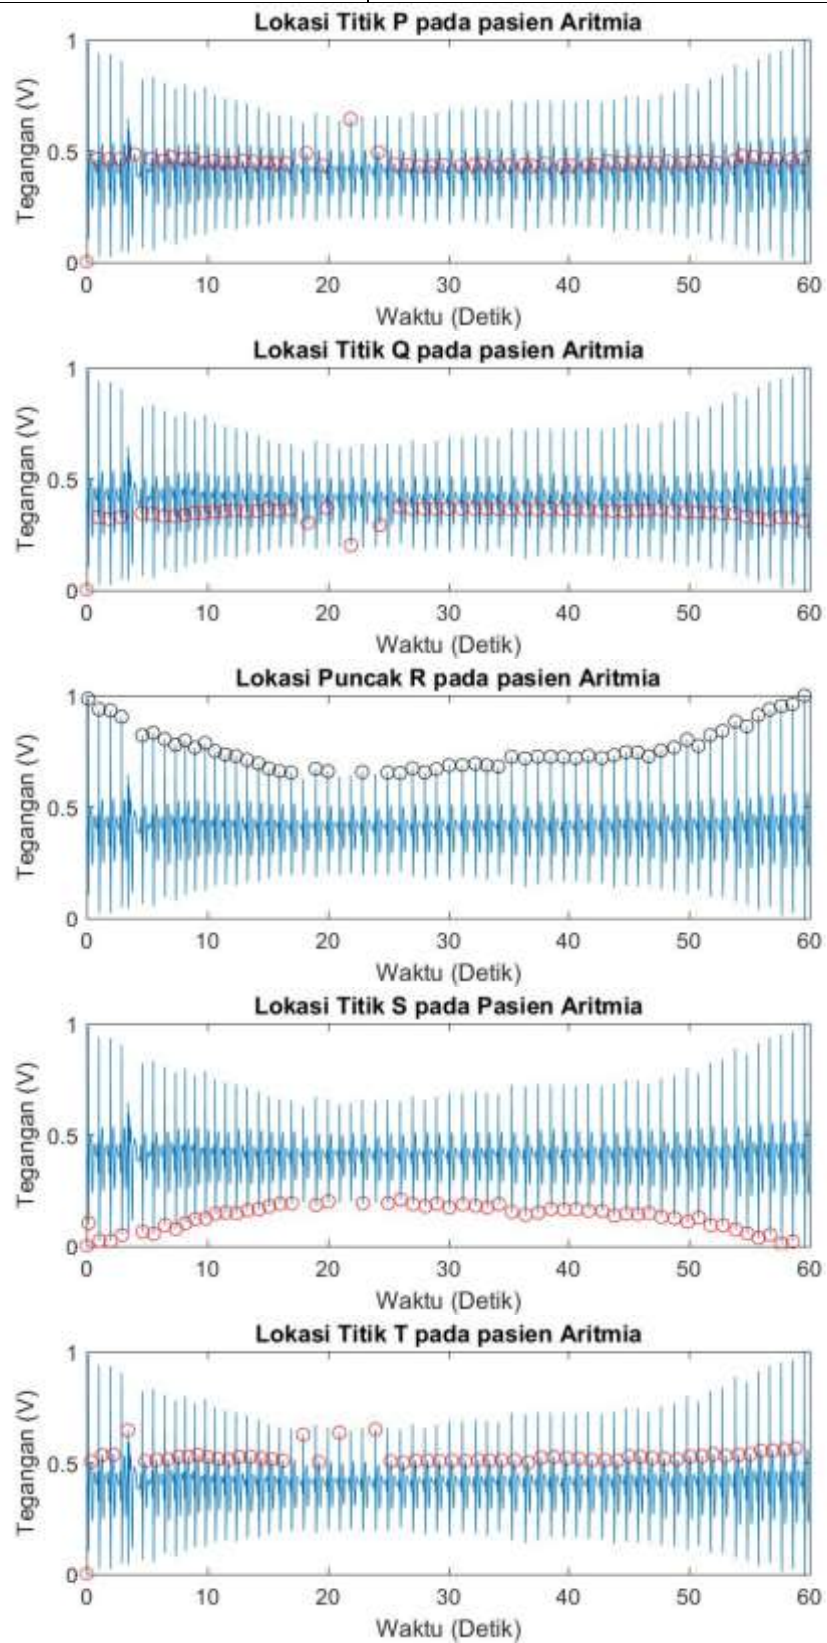 Lokasi Titik P pada pasien Aritmia
1
0.5
0
Tegangan (V)
0 10 20 30 40 50 60
Waktu (Detik)
Lokasi Titik Q pada pasien Aritmia
1
0.5
0
Tegangan (V)
0 10 20 30 40 50 60
Waktu (Detik)
Lokasi Puncak R pada pasien Aritmia
1
0.5
0
Tegangan (V)
0 10 20 30 40 50 60
Waktu (Detik)
Lokasi Titik S pada Pasien Aritmia
1
0.5
0
Tegangan (V)
0 10 20 30 40 50 60
Waktu (Detik)
Lokasi Titik T pada pasien Aritmia
1
0.5
0
Tegangan (V)
0 10 20 30 40 50 60
Waktu (Detik)